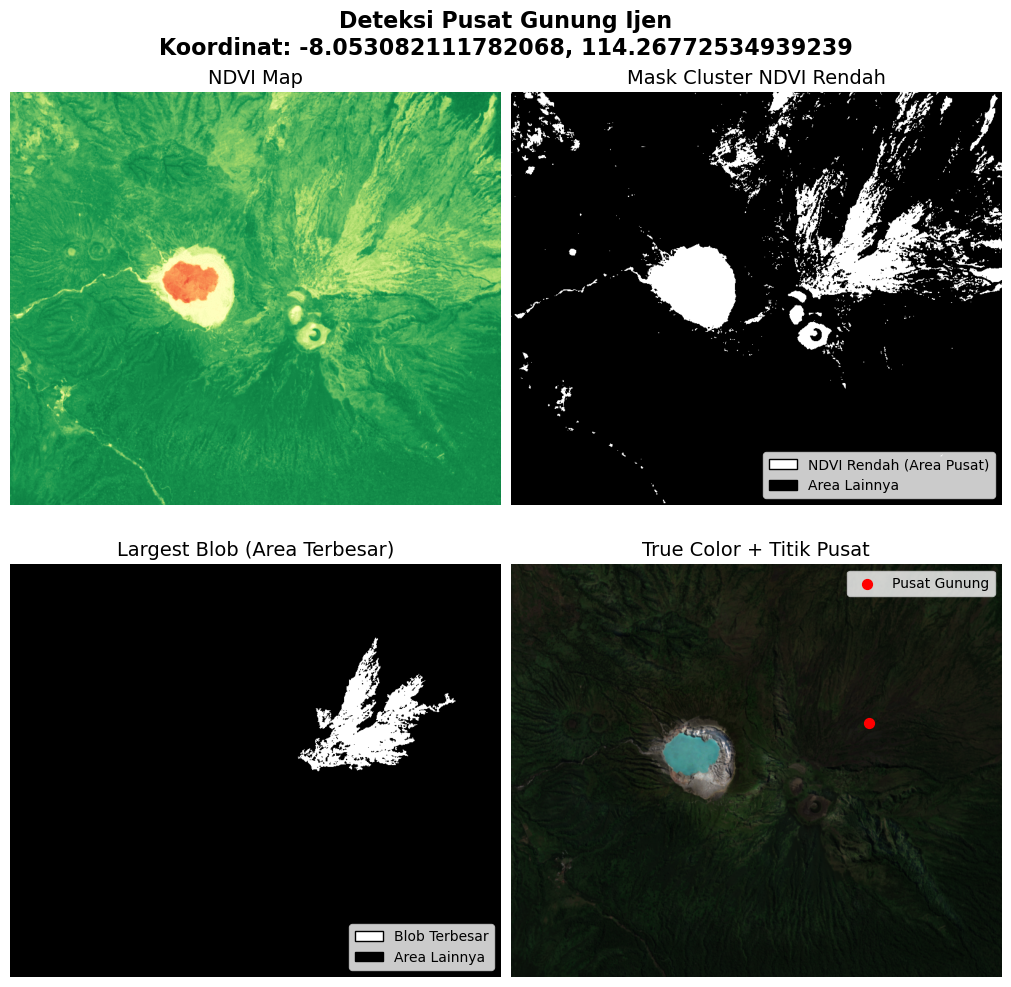 Deteksi Pusat Gunung Ijen
Koordinat: -8.053082111782068, 114.26772534939239
NDVI Map
Mask Cluster NDVI Rendah
NDVI Rendah (Area Pusat)
Area Lainnya
Largest Blob (Area Terbesar)
True Color + Titik Pusat
Blob Terbesar
Area Lainnya
Pusat Gunung